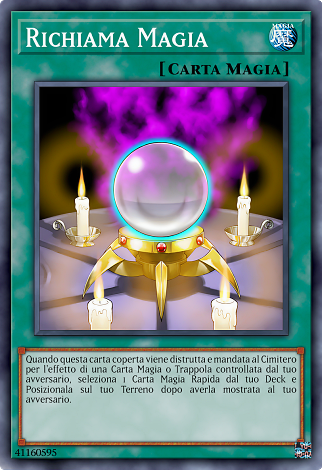 Richiama Magia
MAGIA
魔
[Carta Magia]
Quando questa carta coperta viene distrutta e mandata al Cimitero
per l'effetto di una Carta Magia o Trappola controllata dal tuo
avversario, seleziona 1 Carta Magia Rapida dal tuo Deck e
Posizionala sul tuo Terreno dopo averla mostrata al tuo
avversario.
41160595